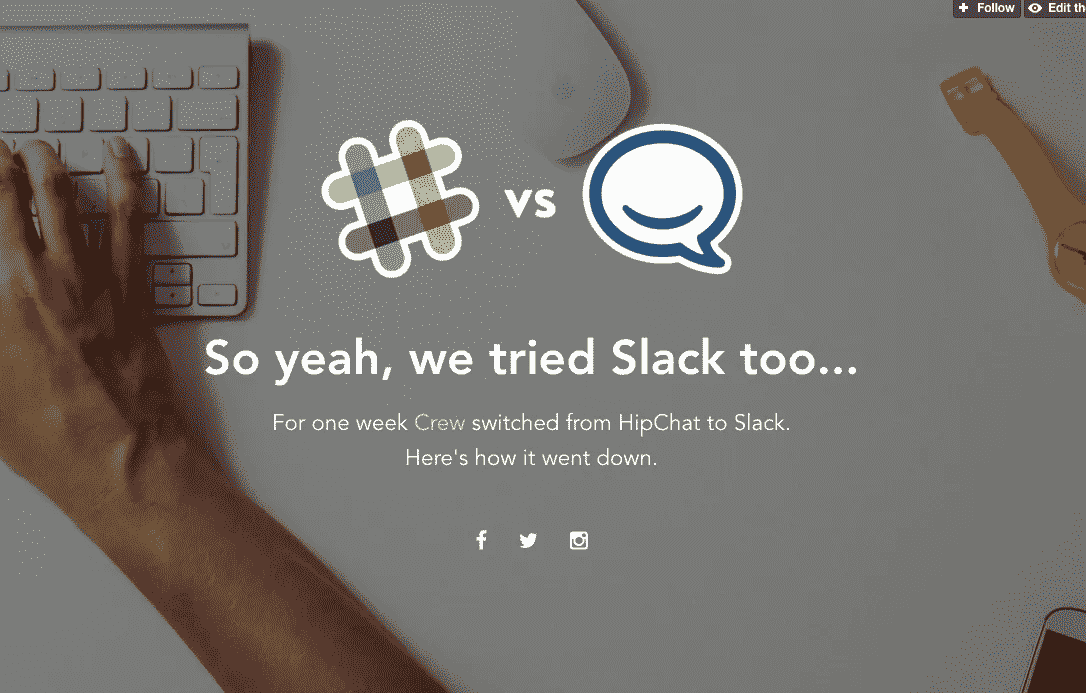 Follow
Edit th
vs
So yeah, we tried Slack too...
For one week Crew switched from HipChat to Slack.
Here's how it went down.